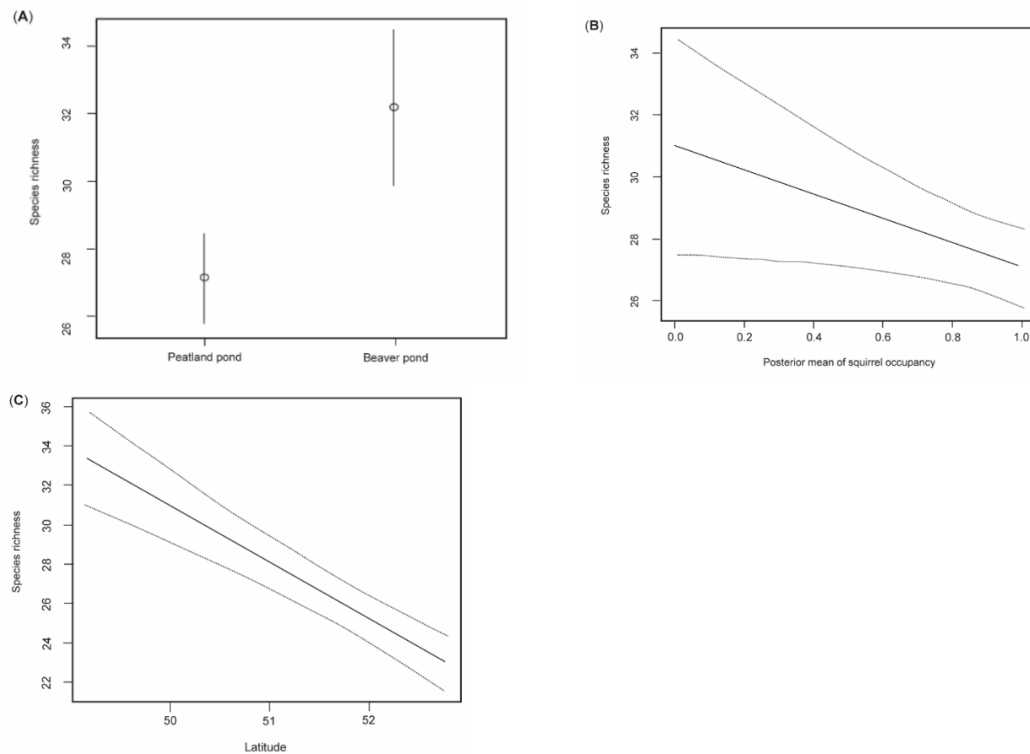 (A)
Species richness
34
32
30
28
26
Peatland pond Beaver pond
(B)
Species richness
34
32
30
28
26
0.0 0.2 0.4 0.6 0.8 1.0
Posterior mean of squirrel occupancy
(C)
Species richness
36
34
32
30
28
26
24
22
50 51 52
Latitude